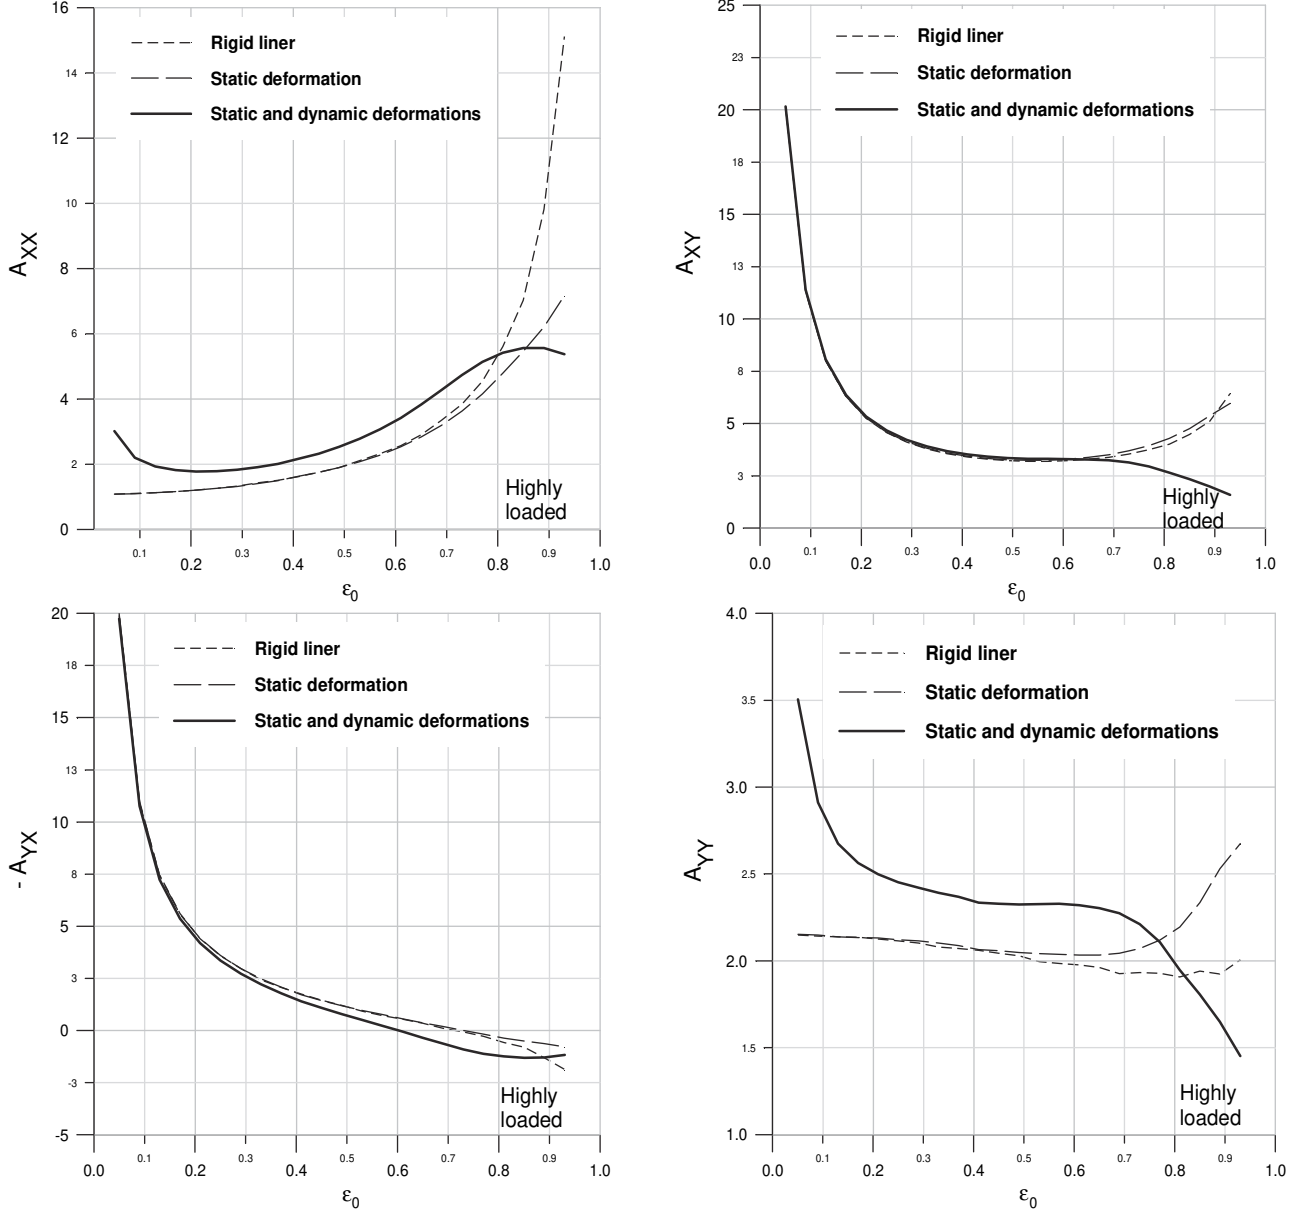 16
14
12
10
8
6
4
2
0
A_XX
Rigid liner
Static deformation
Static and dynamic deformations
Highly
loaded
0.1 0.3 0.5 0.7 0.9
0.2 0.4 0.6 0.8 1.0
ε_0
25
23
20
18
15
13
10
8
5
3
0
A_XY
Rigid liner
Static deformation
Static and dynamic deformations
Highly
loaded
0.1 0.3 0.5 0.7 0.9
0.0 0.2 0.4 0.6 0.8 1.0
ε_0
20
18
15
13
10
8
5
3
0
-3
-5
- A_YX
Rigid liner
Static deformation
Static and dynamic deformations
Highly
loaded
0.1 0.3 0.5 0.7 0.9
0.0 0.2 0.4 0.6 0.8 1.0
ε_0
4.0
3.5
3.0
2.5
2.0
1.5
1.0
A_YY
Rigid liner
Static deformation
Static and dynamic deformations
Highly
loaded
0.1 0.3 0.5 0.7 0.9
0.0 0.2 0.4 0.6 0.8 1.0
ε_0